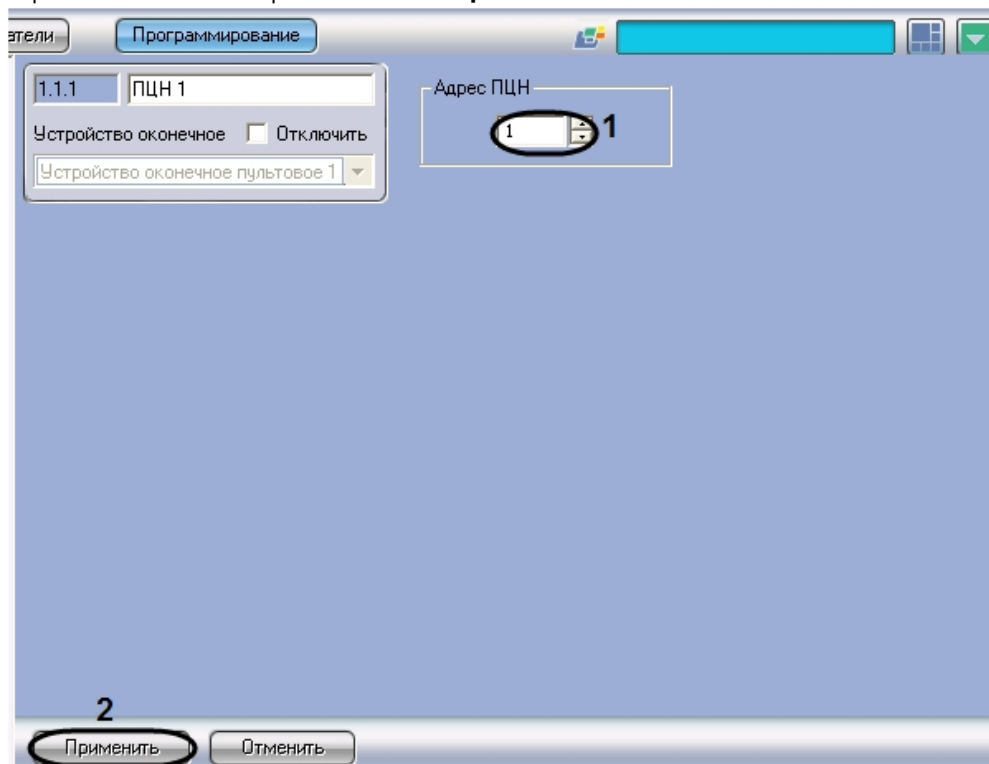 атели Программирование
1.1.1 ПЦН 1
Устройство оконечное Отключить
Устройство оконечное пультовое 1
Адрес ПЦН
1 1
2
Применить Отменить